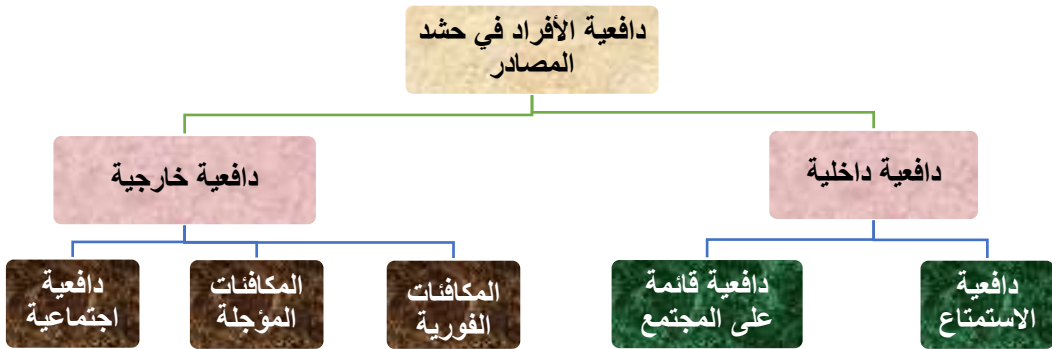 دافعية الأفراد في حشد
المصادر
دافعية داخلية
دافعية خارجية
دافعية
الاستمتاع
دافعية قائمة
على المجتمع
المكافئات
الفورية
المكافئات
المؤجلة
دافعية
اجتماعية